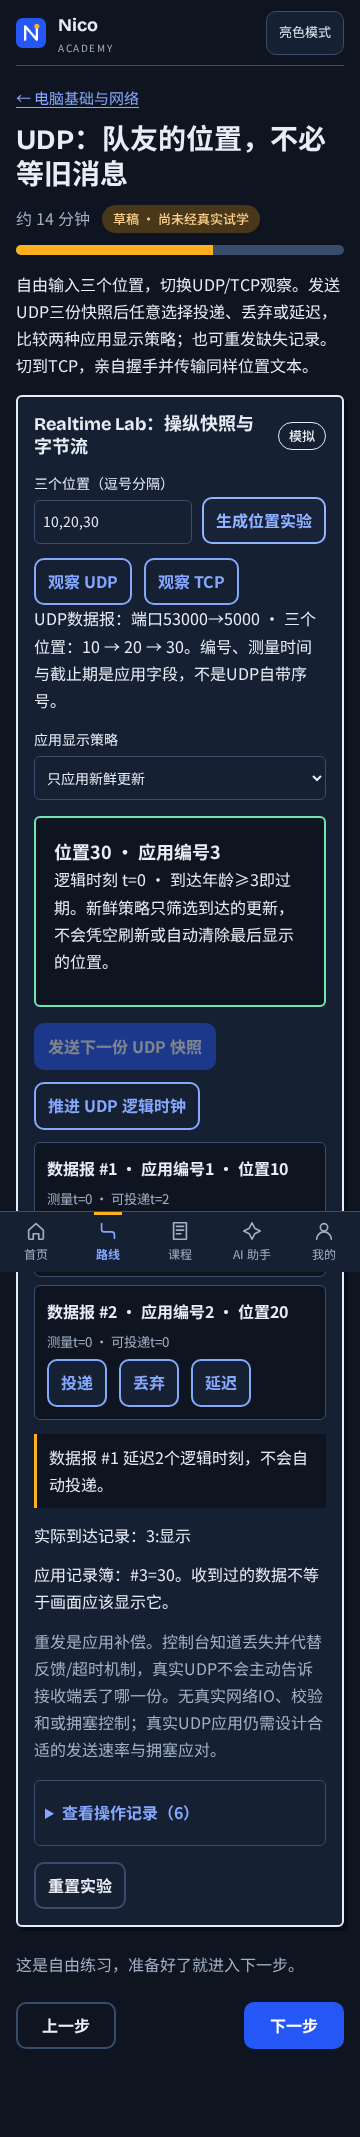 Nico
ACADEMY
亮色模式
← 电脑基础与网络
UDP：队友的位置，不必
等旧消息
约 14 分钟
草稿 · 尚未经真实试学
自由输入三个位置，切换UDP/TCP观察。发送
UDP三份快照后任意选择投递、丢弃或延迟，
比较两种应用显示策略；也可重发缺失记录。
切到TCP，亲自握手并传输同样位置文本。
Realtime Lab：操纵快照与
字节流
模拟
三个位置（逗号分隔）
10,20,30
生成位置实验
观察 UDP
观察 TCP
UDP数据报：端口53000→5000 · 三个
位置：10 → 20 → 30。编号、测量时间
与截止期是应用字段，不是UDP自带序
号。
应用显示策略
只应用新鲜更新
位置30 · 应用编号3
逻辑时刻 t=0 · 到达年龄≥3即过
期。新鲜策略只筛选到达的更新，
不会凭空刷新或自动清除最后显示
的位置。
发送下一份 UDP 快照
推进 UDP 逻辑时钟
数据报 #1 · 应用编号1 · 位置10
测量t=0 · 可投递t=2
首页
路线
课程
AI 助手
我的
数据报 #2 · 应用编号2 · 位置20
测量t=0 · 可投递t=0
投递
丢弃
延迟
数据报 #1 延迟2个逻辑时刻，不会自
动投递。
实际到达记录：3:显示
应用记录簿：#3=30。收到过的数据不等
于画面应该显示它。
重发是应用补偿。控制台知道丢失并代替
反馈/超时机制，真实UDP不会主动告诉
接收端丢了哪一份。无真实网络IO、校验
和或拥塞控制；真实UDP应用仍需设计合
适的发送速率与拥塞应对。
▶ 查看操作记录（6）
重置实验
这是自由练习，准备好了就进入下一步。
上一步
下一步